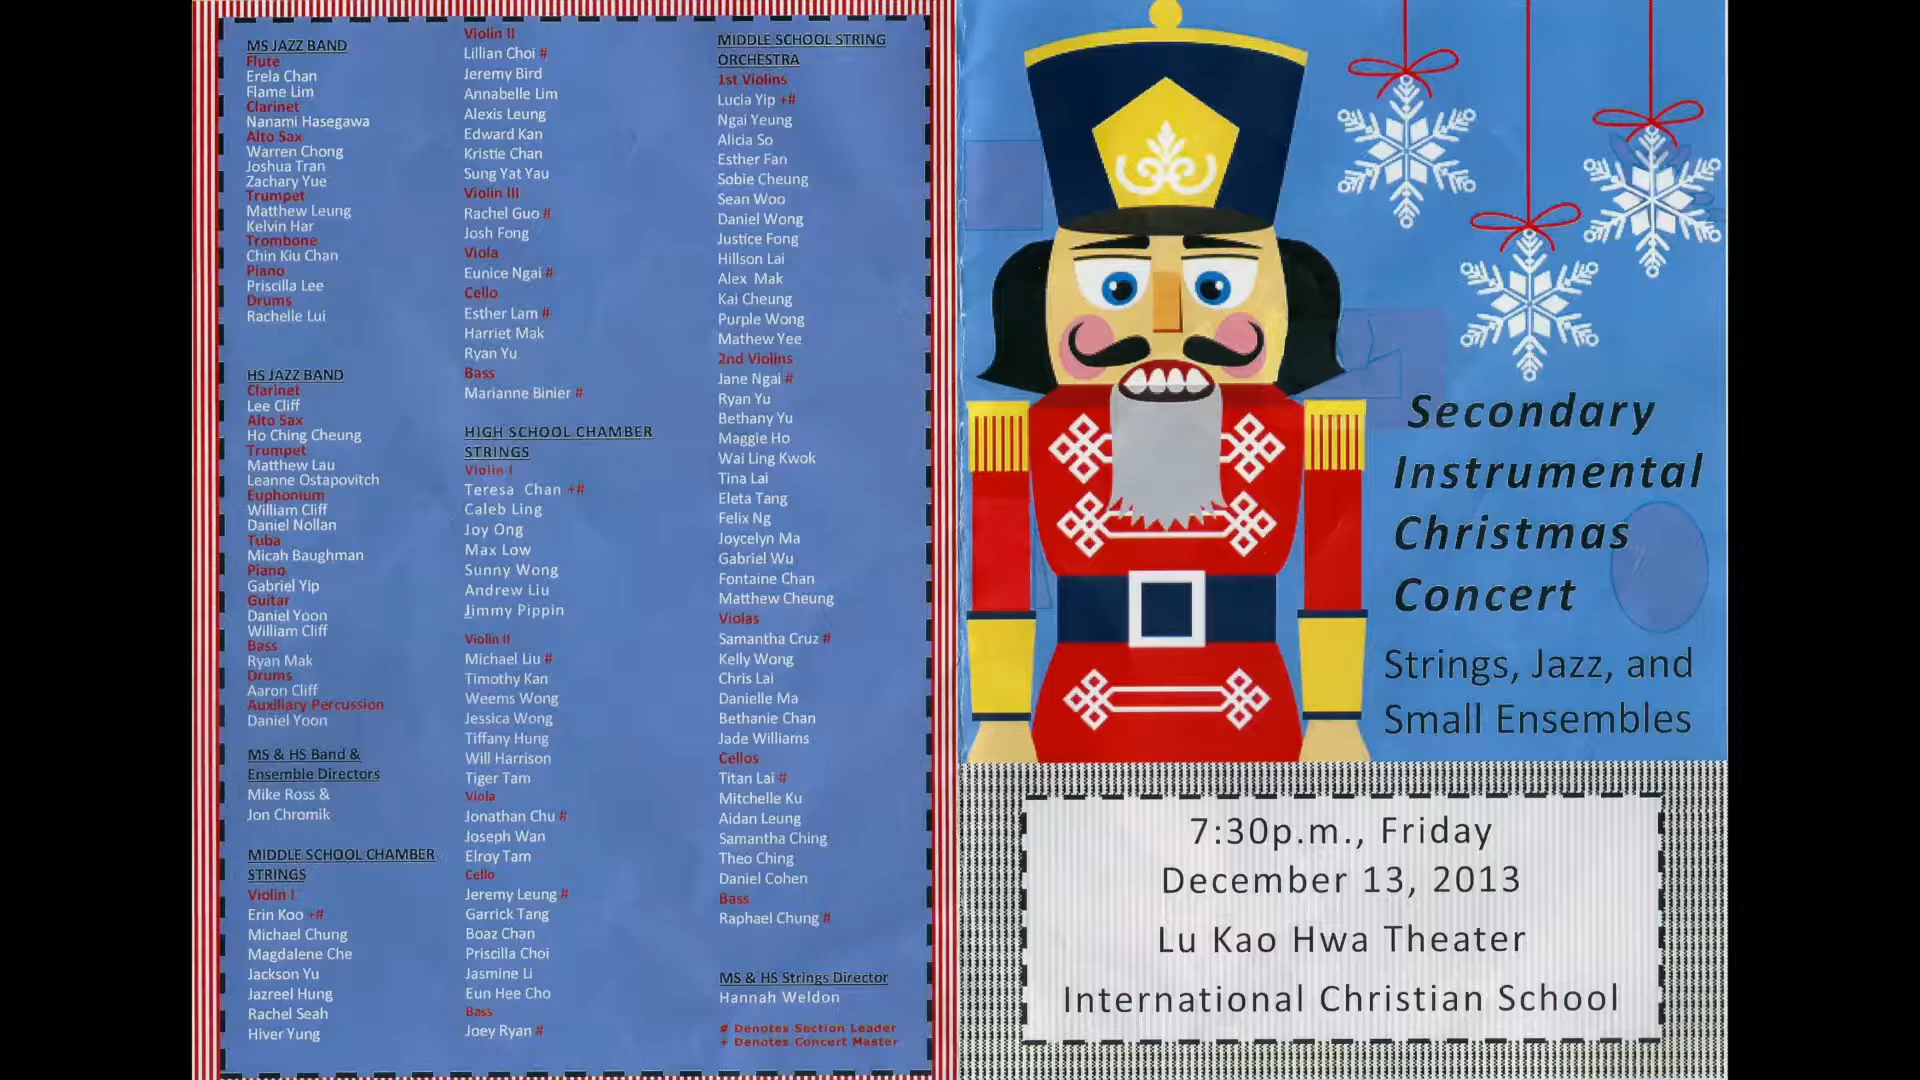 MS JAZZ BAND
Flute
Erela Chan
Flame Lim
Clarinet
Nanami Hasegawa
Alto Sax
Warren Chong
Joshua Tran
Zachary Yue
Trumpet
Matthew Leung
Kelvin Har
Trombone
Chin Kiu Chan
Piano
Priscilla Lee
Drums
Rachelle Lui
HS JAZZ BAND
Clarinet
Lee Cliff
Alto Sax
Ho Ching Cheung
Trumpet
Matthew Lau
Leanne Ostapovitch
Euphonium
William Cliff
Daniel Nollan
Tuba
Micah Baughman
Piano
Gabriel Yip
Guitar
Daniel Yoon
William Cliff
Bass
Ryan Mak
Drums
Aaron Cliff
Auxiliary Percussion
Daniel Yoon
MS & HS Band &
Ensemble Directors
Mike Ross &
Jon Chromik
MIDDLE SCHOOL CHAMBER
STRINGS
Violin I
Erin Koo +#
Michael Chung
Magdalene Che
Jackson Yu
Jazreel Hung
Rachel Seah
Hiver Yung
Violin II
Lillian Choi #
Jeremy Bird
Annabelle Lim
Alexis Leung
Edward Kan
Kristie Chan
Sung Yat Yau
Violin III
Rachel Guo #
Josh Fong
Viola
Eunice Ngai #
Cello
Esther Lam #
Harriet Mak
Ryan Yu
Bass
Marianne Binier #
HIGH SCHOOL CHAMBER
STRINGS
Violin I
Teresa Chan +#
Caleb Ling
Joy Ong
Max Low
Sunny Wong
Andrew Liu
Jimmy Pippin
Violin II
Michael Liu #
Timothy Kan
Weems Wong
Jessica Wong
Tiffany Hung
Will Harrison
Tiger Tam
Viola
Jonathan Chu #
Joseph Wan
Elroy Tam
Cello
Jeremy Leung #
Garrick Tang
Boaz Chan
Priscilla Choi
Jasmine Li
Eun Hee Cho
Bass
Joey Ryan #
MIDDLE SCHOOL STRING
ORCHESTRA
1st Violins
Lucia Yip +#
Ngai Yeung
Alicia So
Esther Fan
Sobie Cheung
Sean Woo
Daniel Wong
Justice Fong
Hillson Lai
Alex Mak
Kai Cheung
Purple Wong
Mathew Yee
2nd Violins
Jane Ngai #
Ryan Yu
Bethany Yu
Maggie Ho
Wai Ling Kwok
Tina Lai
Eleta Tang
Felix Ng
Joycelyn Ma
Gabriel Wu
Fontaine Chan
Matthew Cheung
Violas
Samantha Cruz #
Kelly Wong
Chris Lai
Danielle Ma
Bethanie Chan
Jade Williams
Cellos
Titan Lai #
Mitchelle Ku
Aidan Leung
Samantha Ching
Theo Ching
Daniel Cohen
Bass
Raphael Chung #
MS & HS Strings Director
Hannah Weldon
# Denotes Section Leader
+ Denotes Concert Master
Secondary
Instrumental
Christmas
Concert
Strings, Jazz, and
Small Ensembles
7:30p.m., Friday
December 13, 2013
Lu Kao Hwa Theater
International Christian School